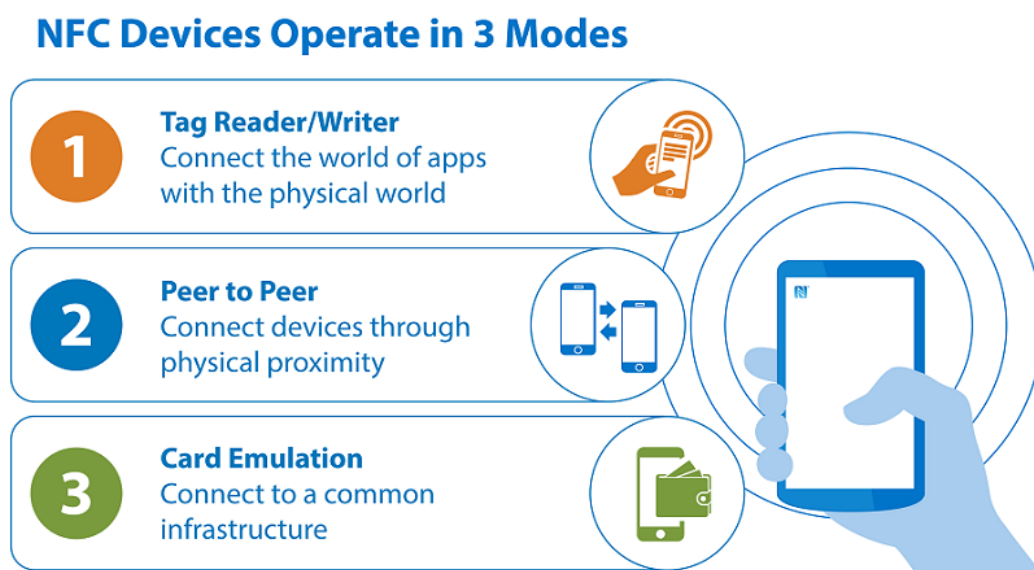 NFC Devices Operate in 3 Modes
1
Tag Reader/Writer
Connect the world of apps
with the physical world
2
Peer to Peer
Connect devices through
physical proximity
3
Card Emulation
Connect to a common
infrastructure